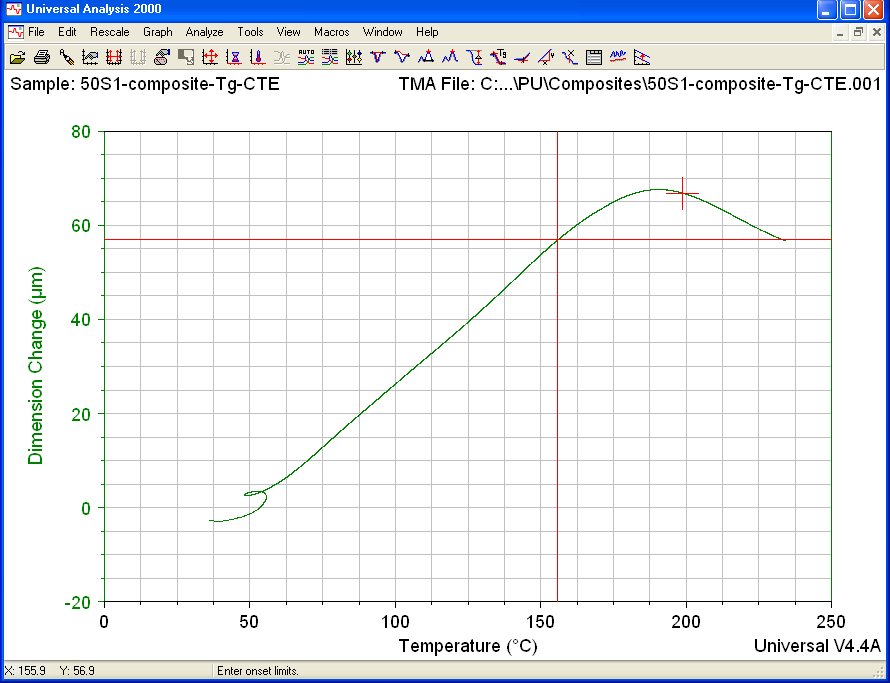 Universal Analysis 2000
File Edit Rescale Graph Analyze Tools View Macros Window Help
AUTO
Tg
Sample: 50S1-composite-Tg-CTE TMA File: C:...\PU\Composites\50S1-composite-Tg-CTE.001
80
60
40
20
0
-20
Dimension Change (µm)
0 50 100 150 200 250
Temperature (°C)
Universal V4.4A
X: 155.9 Y: 56.9 Enter onset limits.